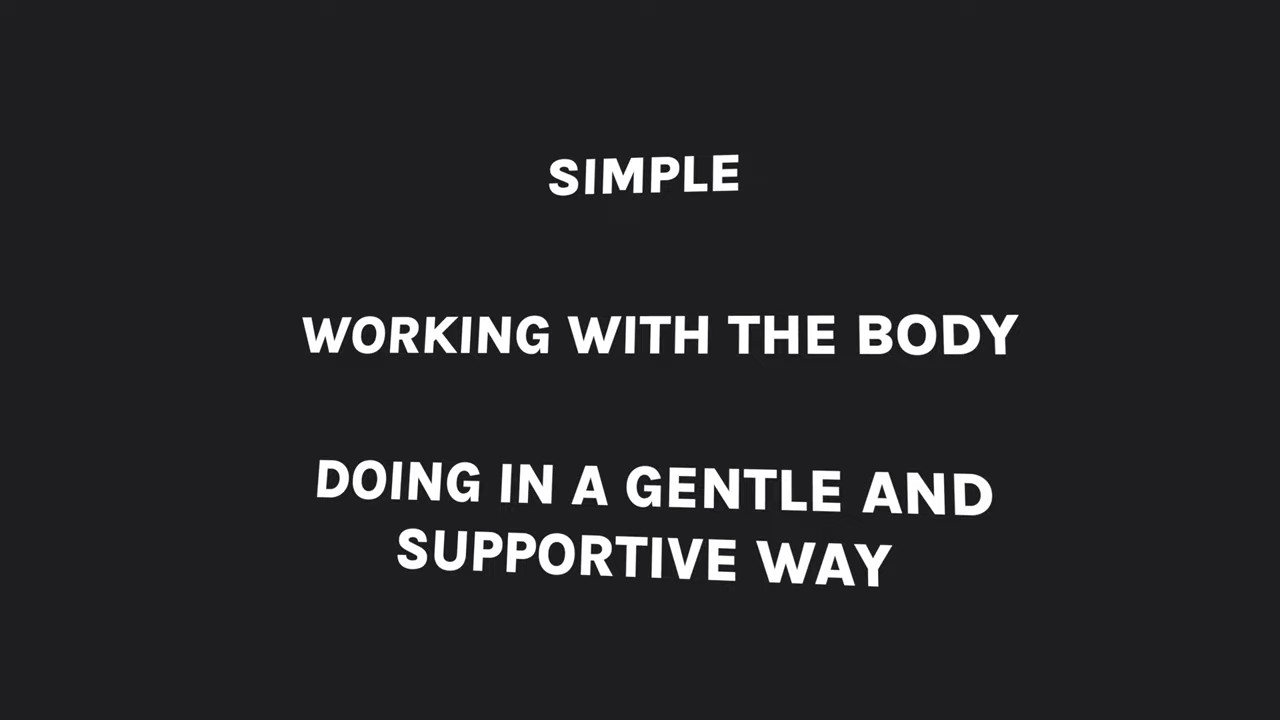 SIMPLE
WORKING WITH THE BODY
DOING IN A GENTLE AND
SUPPORTIVE WAY